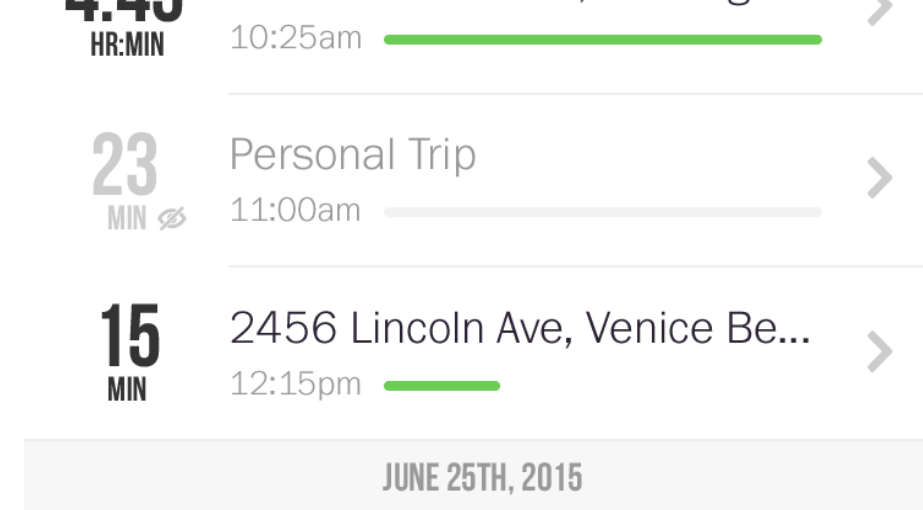 HR:MIN
10:25am
23
Personal Trip
MIN
11:00am
15
2456 Lincoln Ave, Venice Be...
MIN
12:15pm
JUNE 25TH, 2015